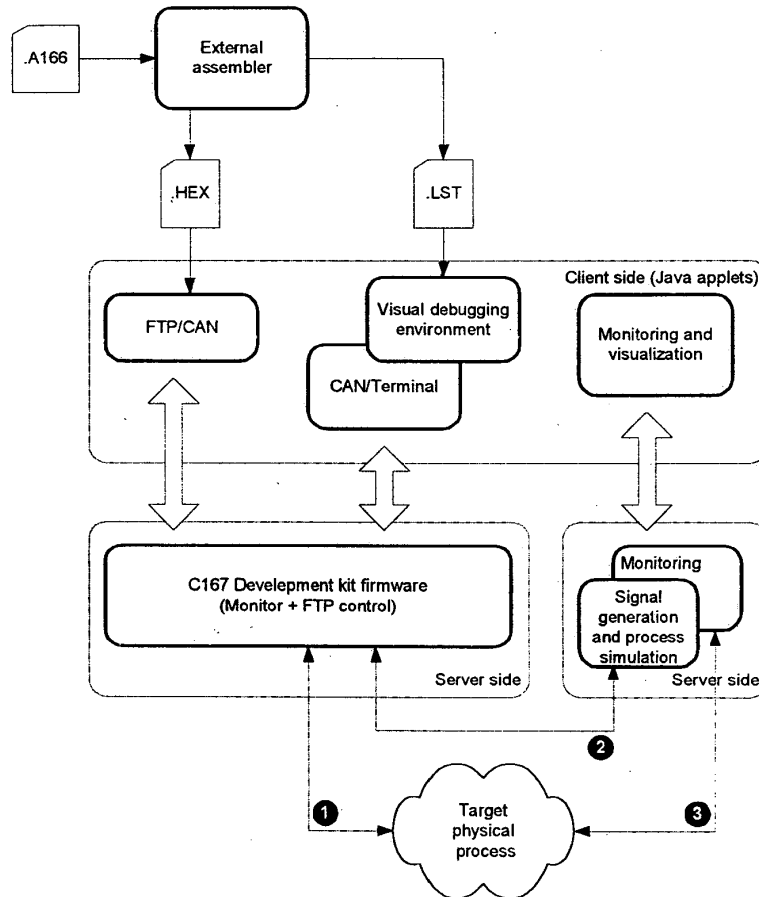 External
assembler
.A166
.HEX
.LST
Client side (Java applets)
FTP/CAN
Visual debugging
environment
CAN/Terminal
Monitoring and
visualization
C167 Develepment kit firmware
(Monitor + FTP control)
Server side
Monitoring
Signal
generation
and process
simulation
Server side
2
1
Target
physical
process
3